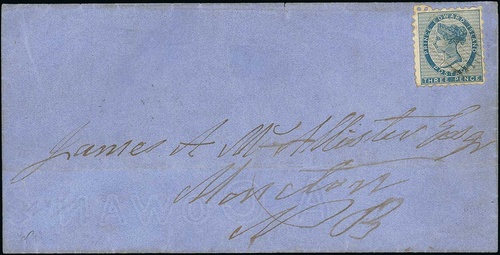 PRINCE EDWARD ISLAND
POSTAGE
THREE PENCE
James A McAllister Esq
Moncton
N B